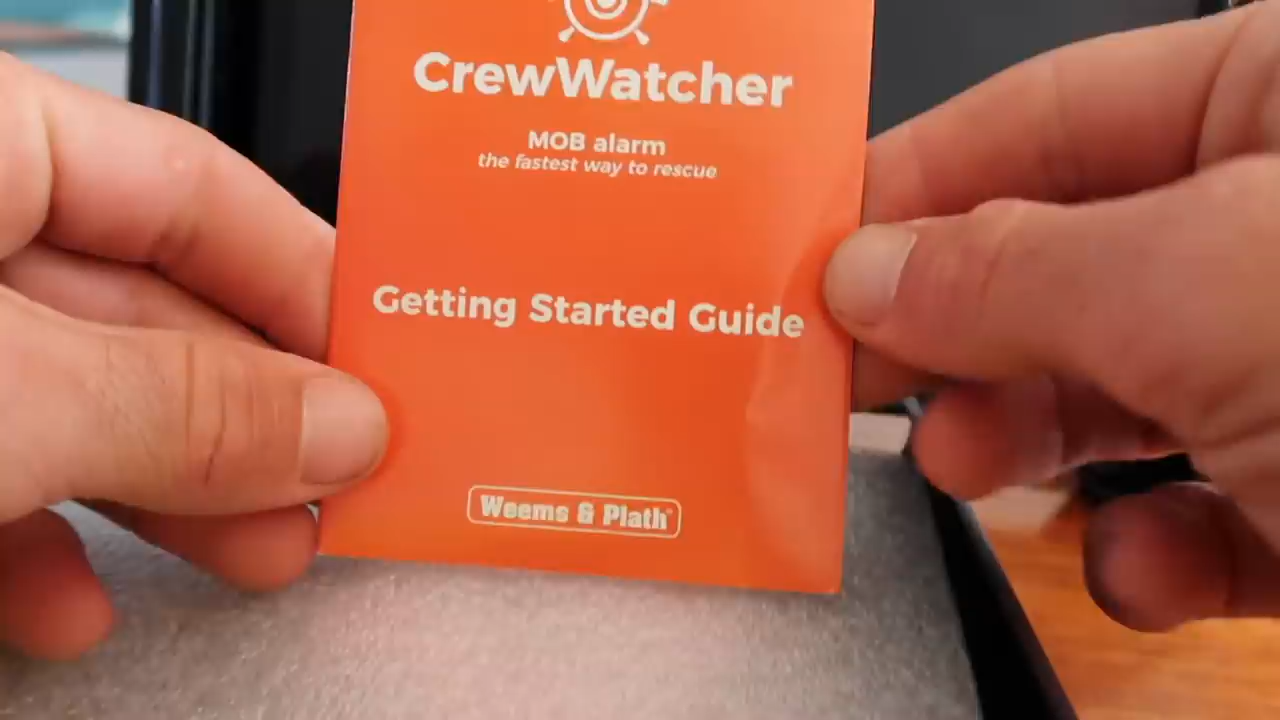 CrewWatcher
MOB alarm
the fastest way to rescue
Getting Started Guide
Weems & Plath®